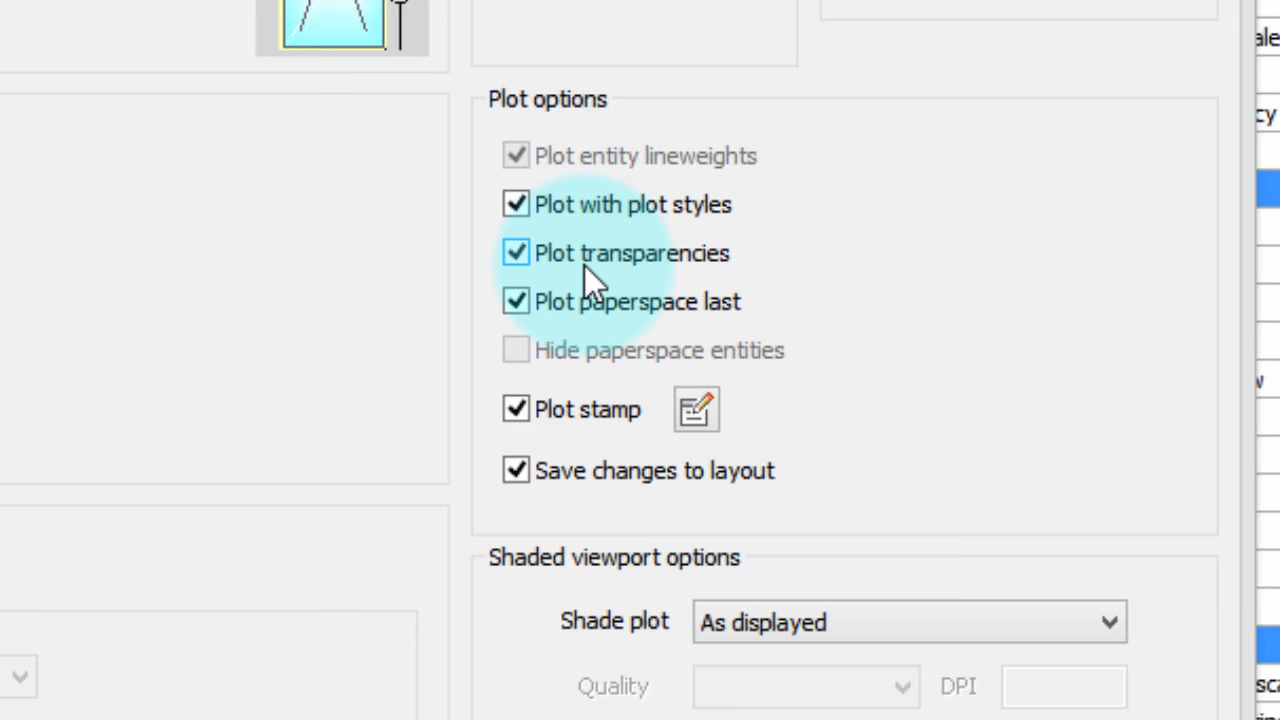 Plot options
Plot entity lineweights
Plot with plot styles
Plot transparencies
Plot paperspace last
Hide paperspace entities
Plot stamp
Save changes to layout
Shaded viewport options
Shade plot As displayed
Quality DPI